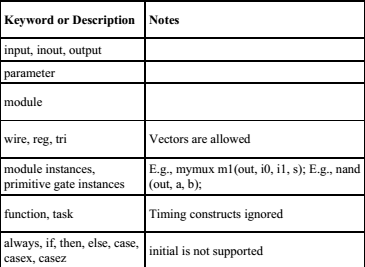 Keyword or Description Notes
input, inout, output
parameter
module
wire, reg, tri Vectors are allowed
module instances, E.g., mymux m1(out, i0, i1, s); E.g., nand
primitive gate instances (out, a, b);
function, task Timing constructs ignored
always, if, then, else, case, initial is not supported
casex, casez